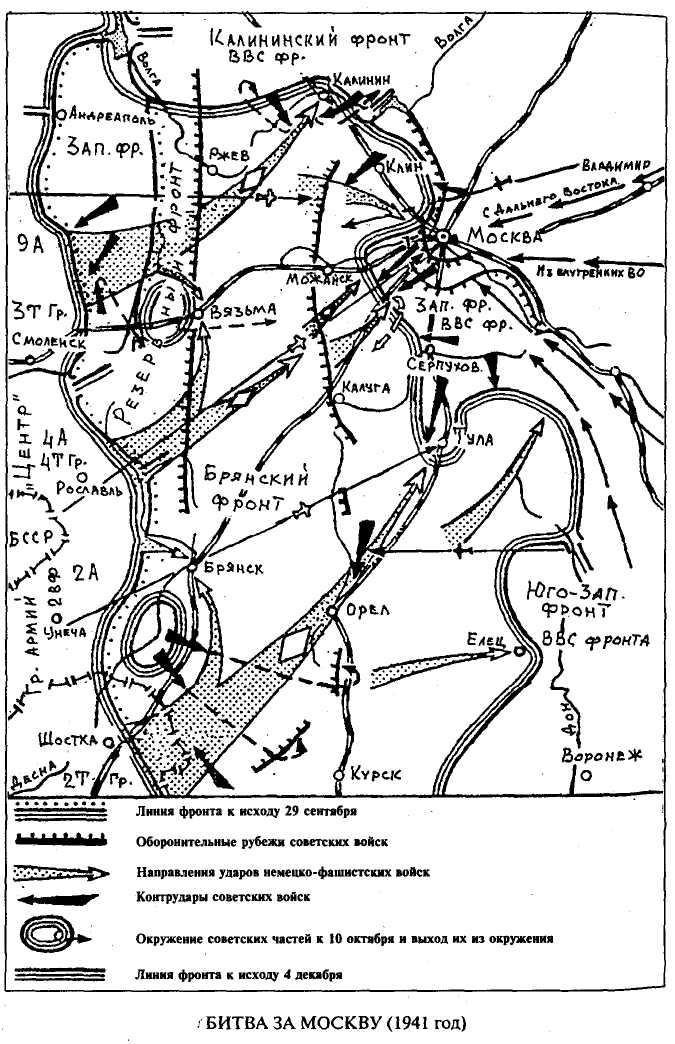 Калининский фронт
ВВС фр.
Волга
Волга
Калинин
Андреаполь
Зап. фр.
Ржев
Клин
Владимир
с Дальнего Востока
Москва
Из внутренних ВО
9А
Резервный фронт
Можайск
3Т Гр.
Вязьма
Зап. фр.
ВВС фр.
Смоленск
Серпухов
Калуга
"Центр"
4А
4Т Гр.
Рославль
Тула
Брянский
фронт
БССР
2А
Брянск
2ВФ
Гр. армий
Унеча
Орел
Юго-Зап.
фронт
ВВС фронта
Елец
Дон
Шостка
Десна
2Т Гр.
Курск
Воронеж
Линия фронта к исходу 29 сентября
Оборонительные рубежи советских войск
Направления ударов немецко-фашистских войск
Контрудары советских войск
Окружение советских частей к 10 октября и выход их из окружения
Линия фронта к исходу 4 декабря
БИТВА ЗА МОСКВУ (1941 год)